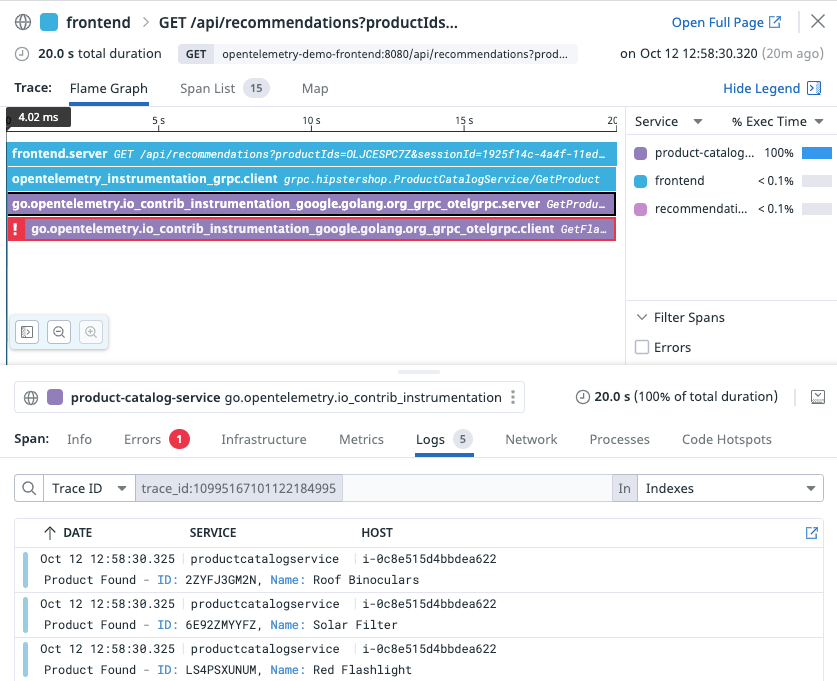 frontend > GET /api/recommendations?productIds... Open Full Page
20.0 s total duration GET opentelemetry-demo-frontend:8080/api/recommendations?prod... on Oct 12 12:58:30.320 (20m ago)
Trace: Flame Graph Span List 15 Map Hide Legend
4.02 ms 5 s 10 s 15 s 20
Service % Exec Time
frontend.server GET /api/recommendations?productIds=OLJCESPC7Z&sessionId=1925f14c-4a4f-11ed...
product-catalog... 100%
opentelemetry_instrumentation_grpc.client grpc.hipstershop.ProductCatalogService/GetProduct
frontend < 0.1%
go.opentelemetry.io_contrib_instrumentation_google.golang.org_grpc_otelgrpc.server GetProdu...
recommendati... < 0.1%
! go.opentelemetry.io_contrib_instrumentation_google.golang.org_grpc_otelgrpc.client GetFla...
Filter Spans
Errors
product-catalog-service go.opentelemetry.io_contrib_instrumentation 20.0 s (100% of total duration)
Span: Info Errors 1 Infrastructure Metrics Logs 5 Network Processes Code Hotspots
Trace ID trace_id:10995167101122184995 In Indexes
DATE SERVICE HOST
Oct 12 12:58:30.325 productcatalogservice i-0c8e515d4bbdea622
Product Found - ID: 2ZYFJ3GM2N, Name: Roof Binoculars
Oct 12 12:58:30.325 productcatalogservice i-0c8e515d4bbdea622
Product Found - ID: 6E92ZMYYFZ, Name: Solar Filter
Oct 12 12:58:30.325 productcatalogservice i-0c8e515d4bbdea622
Product Found - ID: LS4PSXUNUM, Name: Red Flashlight